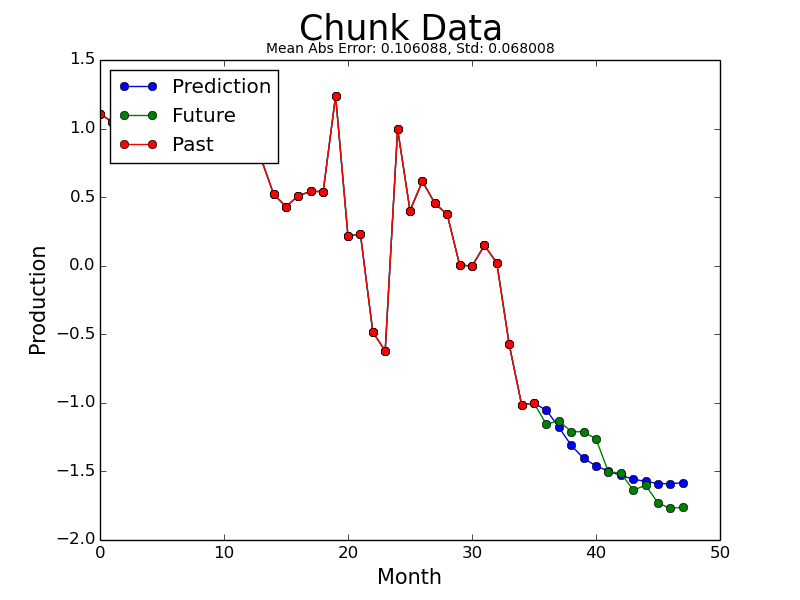 Chunk Data
Mean Abs Error: 0.106088, Std: 0.068008
1.5
1.0
0.5
0.0
−0.5
−1.0
−1.5
−2.0
Production
Prediction
Future
Past
0
10
20
30
40
50
Month